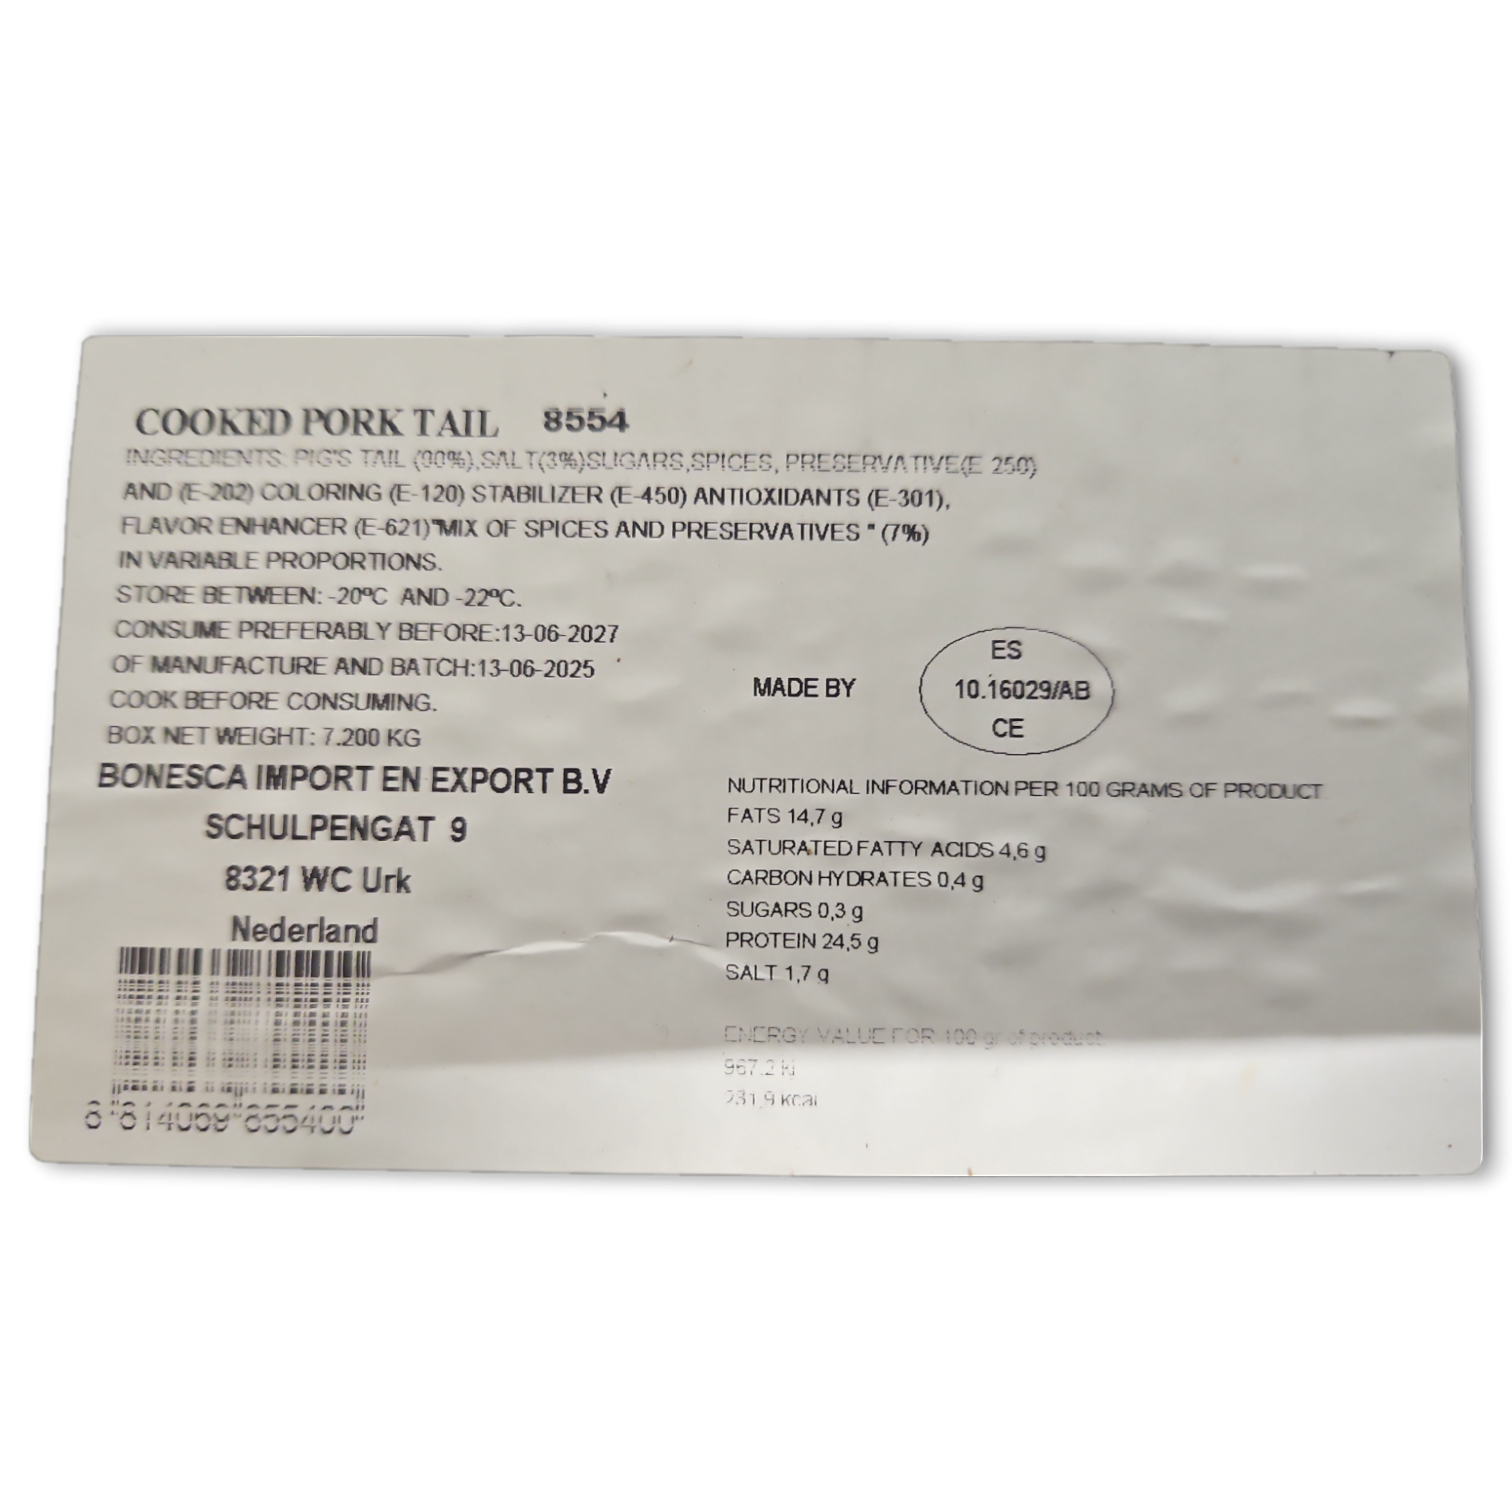 COOKED PORK TAIL 8554
INGREDIENTS: PIG'S TAIL (90%),SALT(3%)SUGARS,SPICES, PRESERVATIVE(E 250)
AND (E-202) COLORING (E-120) STABILIZER (E-450) ANTIOXIDANTS (E-301),
FLAVOR ENHANCER (E-621)"MIX OF SPICES AND PRESERVATIVES " (7%)
IN VARIABLE PROPORTIONS.
STORE BETWEEN: -20ºC AND -22ºC.
CONSUME PREFERABLY BEFORE:13-06-2027
OF MANUFACTURE AND BATCH:13-06-2025
COOK BEFORE CONSUMING.
BOX NET WEIGHT: 7.200 KG
BONESCA IMPORT EN EXPORT B.V
SCHULPENGAT 9
8321 WC Urk
Nederland
8 "814069"855400"
MADE BY
ES
10.16029/AB
CE
NUTRITIONAL INFORMATION PER 100 GRAMS OF PRODUCT
FATS 14,7 g
SATURATED FATTY ACIDS 4,6 g
CARBON HYDRATES 0,4 g
SUGARS 0,3 g
PROTEIN 24,5 g
SALT 1,7 g
ENERGY VALUE FOR 100 gr of product:
967.2 kj
231,9 kcal